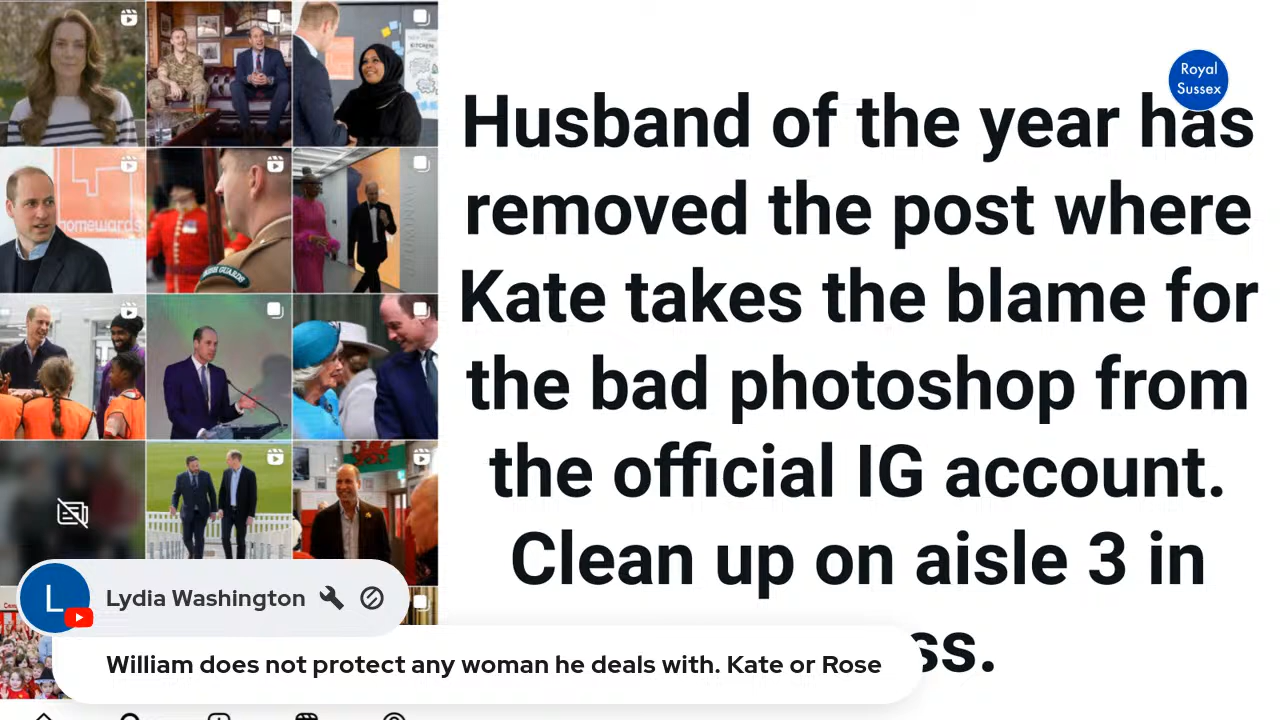 Royal
Sussex
Husband of the year has
removed the post where
Kate takes the blame for
the bad photoshop from
the official IG account.
Clean up on aisle 3 in
ss.
homewards
L
Lydia Washington
William does not protect any woman he deals with. Kate or Rose